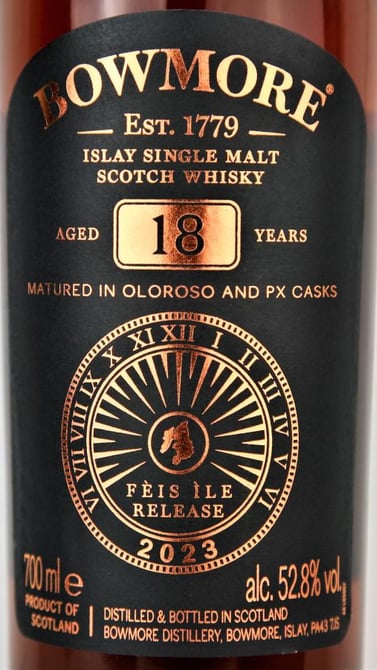 BOWMORE®
EST. 1779
ISLAY SINGLE MALT
SCOTCH WHISKY
AGED 18 YEARS
MATURED IN OLOROSO AND PX CASKS
VI VII VIII IX X XI XII I II III IV V VI
FÈIS ÌLE
RELEASE
2023
700 ml e
alc. 52.8% vol
PRODUCT OF
SCOTLAND
DISTILLED & BOTTLED IN SCOTLAND
BOWMORE DISTILLERY, BOWMORE, ISLAY, PA43 7JS